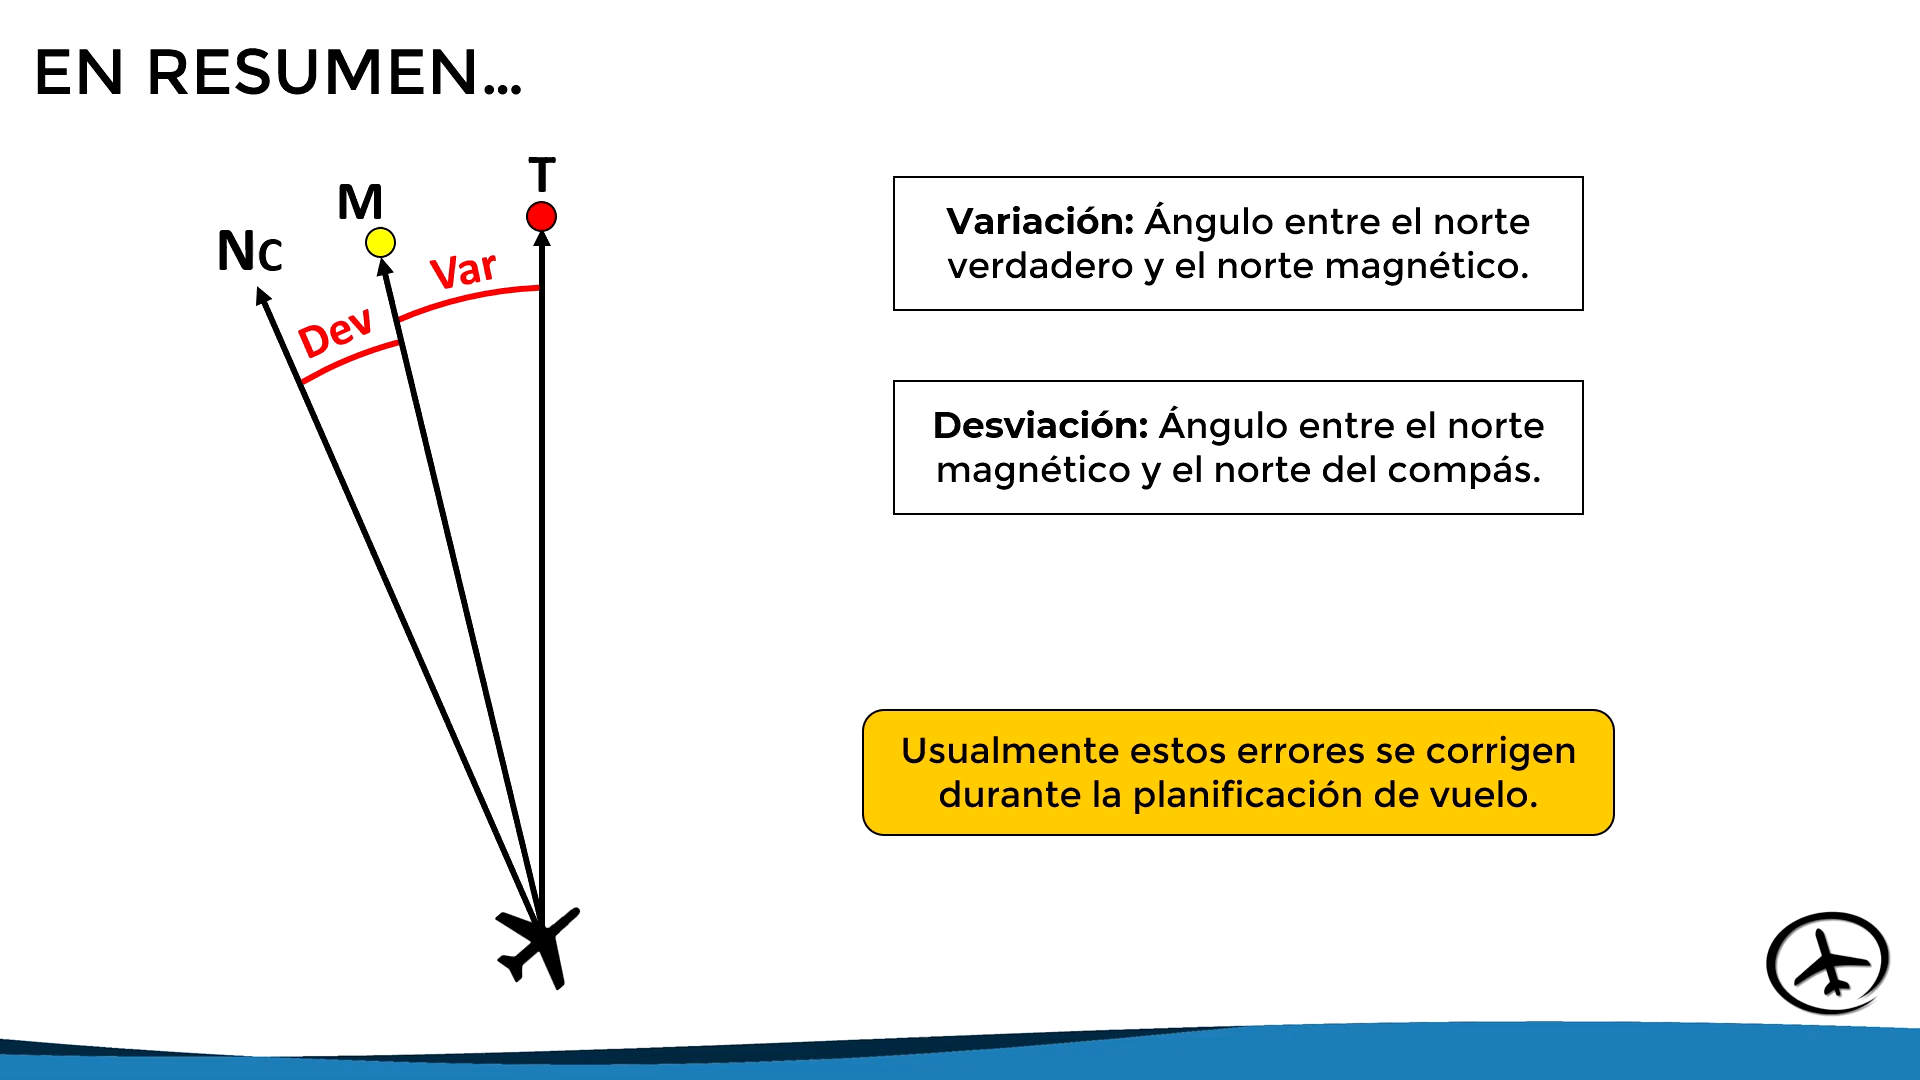 EN RESUMEN...
T
M
Nc
Var
Dev
Variación: Ángulo entre el norte
verdadero y el norte magnético.
Desviación: Ángulo entre el norte
magnético y el norte del compás.
Usualmente estos errores se corrigen
durante la planificación de vuelo.